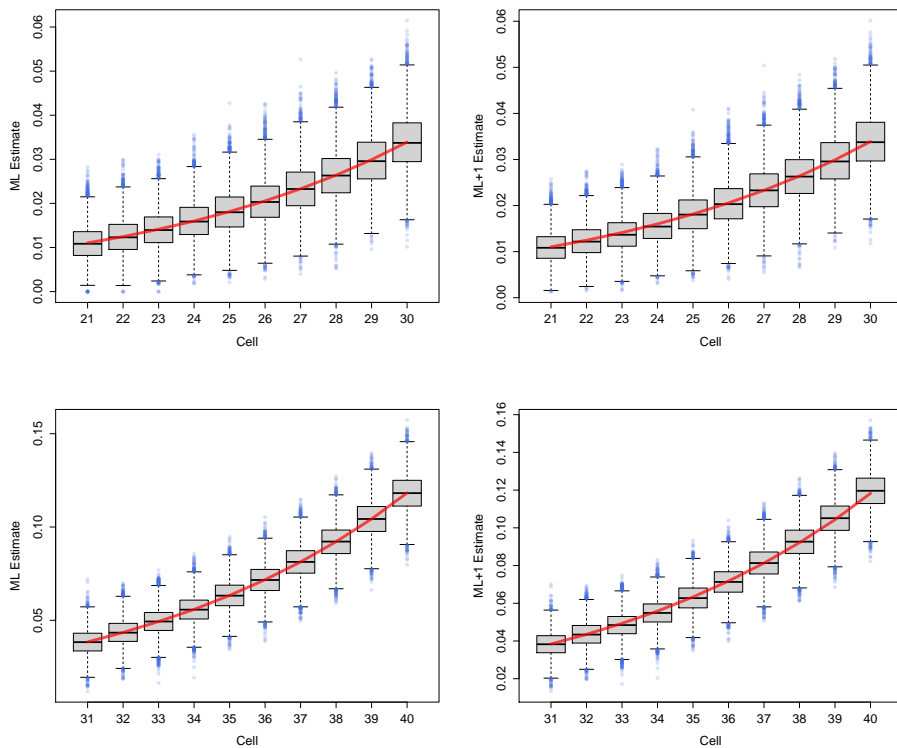 ML Estimate
0.00 0.01 0.02 0.03 0.04 0.05 0.06
21 22 23 24 25 26 27 28 29 30
Cell
ML+1 Estimate
0.00 0.01 0.02 0.03 0.04 0.05 0.06
21 22 23 24 25 26 27 28 29 30
Cell
ML Estimate
0.05 0.10 0.15
31 32 33 34 35 36 37 38 39 40
Cell
ML+1 Estimate
0.02 0.04 0.06 0.08 0.10 0.12 0.14 0.16
31 32 33 34 35 36 37 38 39 40
Cell